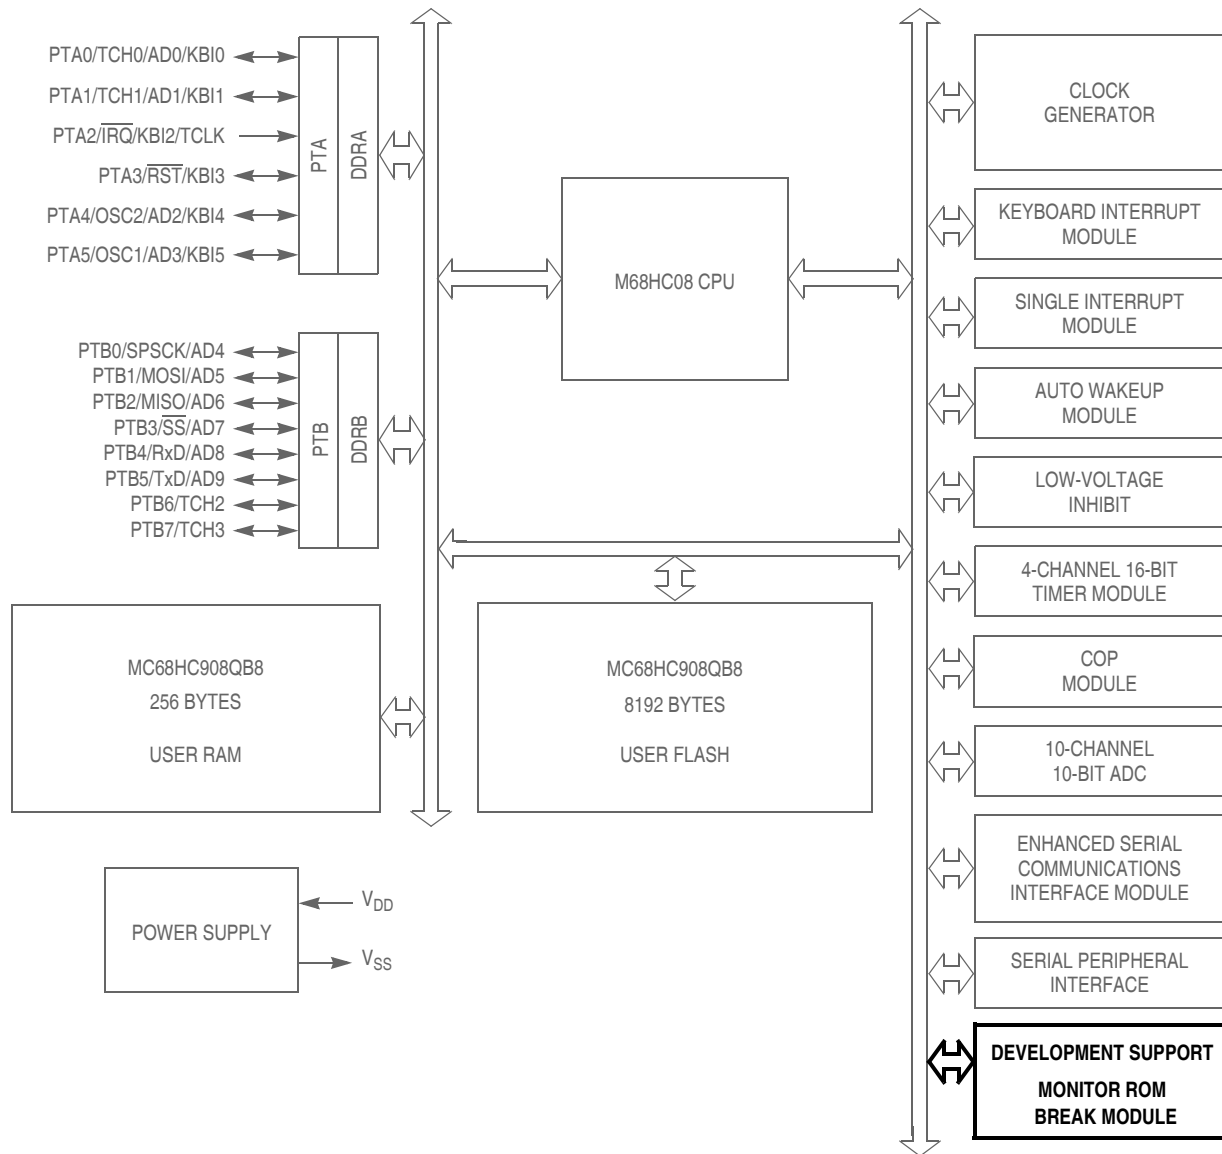 PTA0/TCH0/AD0/KBI0
PTA1/TCH1/AD1/KBI1
PTA2/IRQ/KBI2/TCLK
PTA3/RST/KBI3
PTA4/OSC2/AD2/KBI4
PTA5/OSC1/AD3/KBI5
PTA
DDRA
PTB0/SPSCK/AD4
PTB1/MOSI/AD5
PTB2/MISO/AD6
PTB3/SS/AD7
PTB4/RxD/AD8
PTB5/TxD/AD9
PTB6/TCH2
PTB7/TCH3
PTB
DDRB
M68HC08 CPU
MC68HC908QB8
256 BYTES
USER RAM
MC68HC908QB8
8192 BYTES
USER FLASH
POWER SUPPLY
VDD
VSS
CLOCK
GENERATOR
KEYBOARD INTERRUPT
MODULE
SINGLE INTERRUPT
MODULE
AUTO WAKEUP
MODULE
LOW-VOLTAGE
INHIBIT
4-CHANNEL 16-BIT
TIMER MODULE
COP
MODULE
10-CHANNEL
10-BIT ADC
ENHANCED SERIAL
COMMUNICATIONS
INTERFACE MODULE
SERIAL PERIPHERAL
INTERFACE
DEVELOPMENT SUPPORT
MONITOR ROM
BREAK MODULE